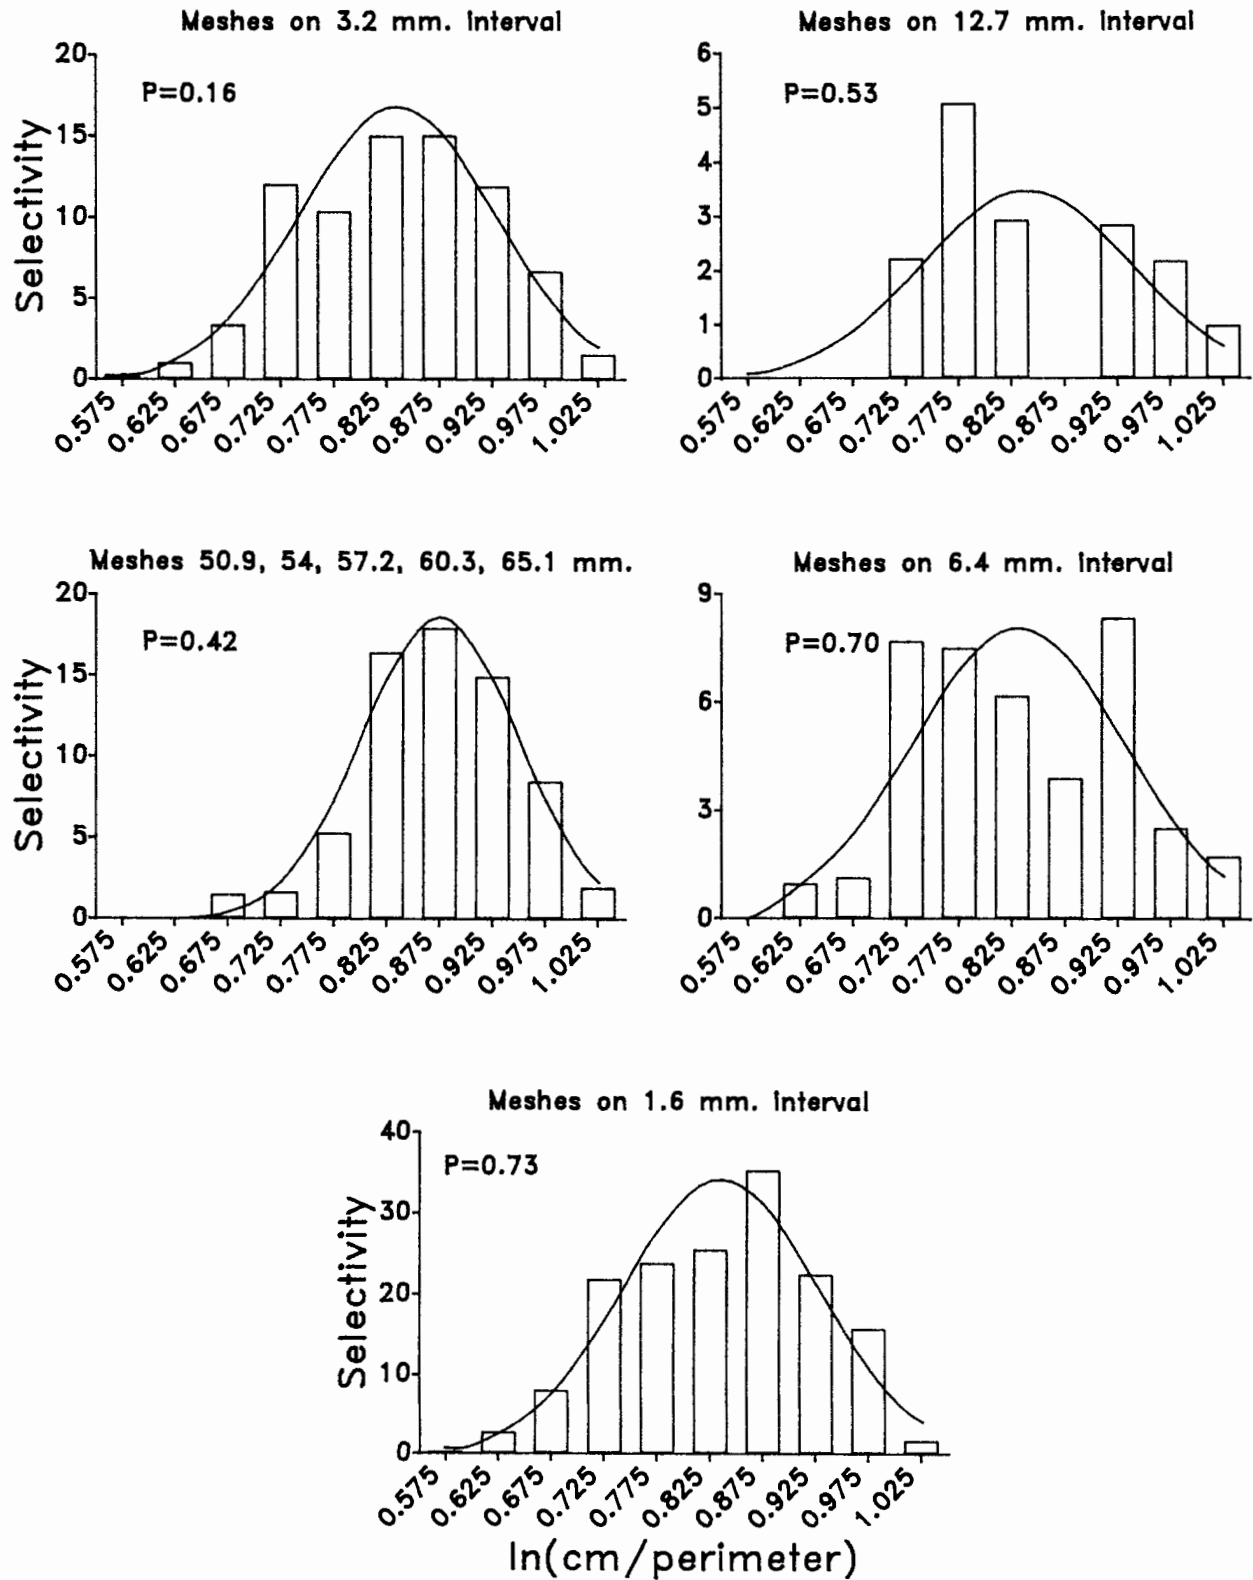 Meshes on 3.2 mm. interval
P=0.16
Selectivity
20
15
10
5
0
0.575 0.625 0.675 0.725 0.775 0.825 0.875 0.925 0.975 1.025
Meshes on 12.7 mm. interval
P=0.53
6
5
4
3
2
1
0
0.575 0.625 0.675 0.725 0.775 0.825 0.875 0.925 0.975 1.025
Meshes 50.9, 54, 57.2, 60.3, 65.1 mm.
P=0.42
Selectivity
20
15
10
5
0
0.575 0.625 0.675 0.725 0.775 0.825 0.875 0.925 0.975 1.025
Meshes on 6.4 mm. interval
P=0.70
9
6
3
0
0.575 0.625 0.675 0.725 0.775 0.825 0.875 0.925 0.975 1.025
Meshes on 1.6 mm. interval
P=0.73
Selectivity
40
30
20
10
0
0.575 0.625 0.675 0.725 0.775 0.825 0.875 0.925 0.975 1.025
ln(cm/perimeter)